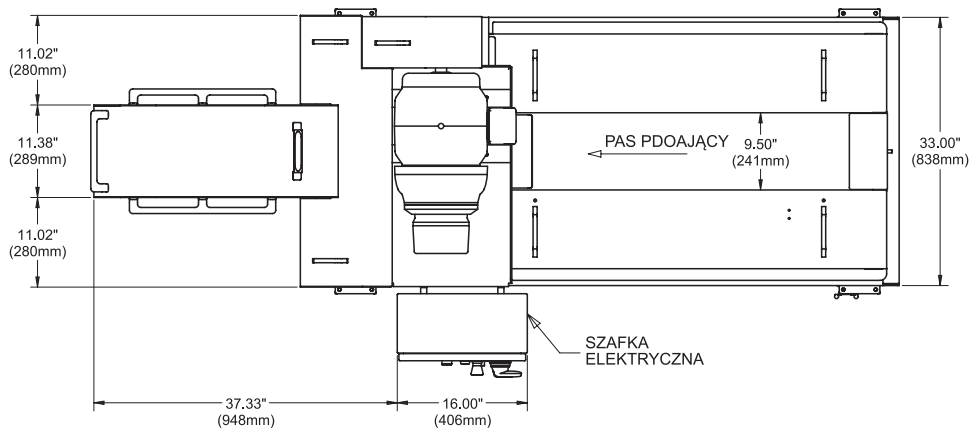 11.02"
(280mm)
11.38"
(289mm)
11.02"
(280mm)
PAS PDOAJĄCY
9.50"
(241mm)
33.00"
(838mm)
SZAFKA
ELEKTRYCZNA
37.33"
(948mm)
16.00"
(406mm)